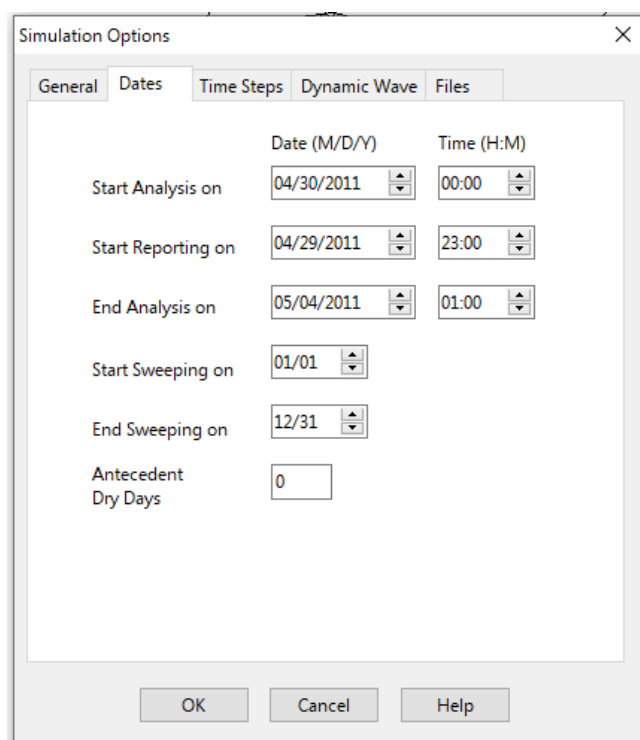 Simulation Options
General Dates Time Steps Dynamic Wave Files
Date (M/D/Y) Time (H:M)
Start Analysis on 04/30/2011 00:00
Start Reporting on 04/29/2011 23:00
End Analysis on 05/04/2011 01:00
Start Sweeping on 01/01
End Sweeping on 12/31
Antecedent
Dry Days 0
OK Cancel Help